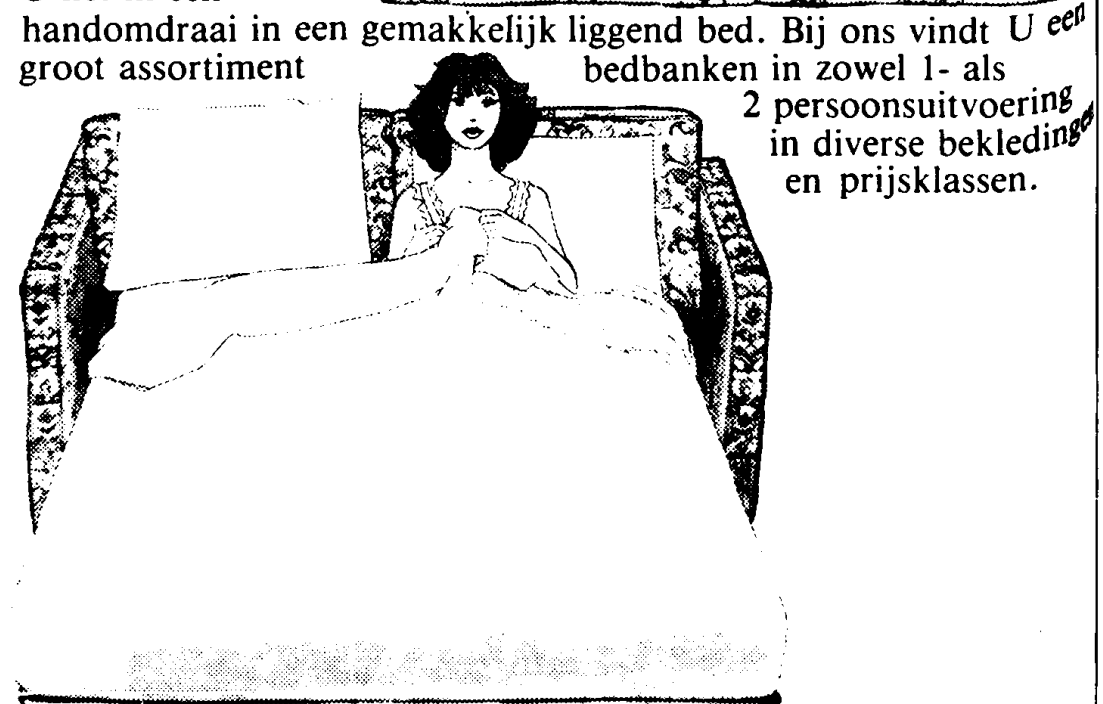 handomdraai in een gemakkelijk liggend bed. Bij ons vindt U een
groot assortiment bedbanken in zowel 1- als
2 persoonsuitvoering
in diverse bekledingen
en prijsklassen.